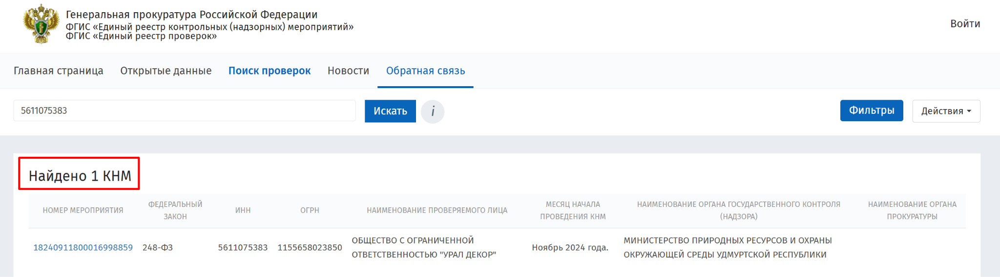 Генеральная прокуратура Российской Федерации
ФГИС «Единый реестр контрольных (надзорных) мероприятий»
ФГИС «Единый реестр проверок»
Войти
Главная страница Открытые данные Поиск проверок Новости Обратная связь
5611075383 Искать i Фильтры Действия
Найдено 1 КНМ
НОМЕР МЕРОПРИЯТИЯ
ФЕДЕРАЛЬНЫЙ
ЗАКОН
ИНН
ОГРН
НАИМЕНОВАНИЕ ПРОВЕРЯЕМОГО ЛИЦА
МЕСЯЦ НАЧАЛА
ПРОВЕДЕНИЯ КНМ
НАИМЕНОВАНИЕ ОРГАНА ГОСУДАРСТВЕННОГО КОНТРОЛЯ
(НАДЗОРА)
НАИМЕНОВАНИЕ ОРГАНА
ПРОКУРАТУРЫ
18240911800016998859
248-ФЗ
5611075383
1155658023850
ОБЩЕСТВО С ОГРАНИЧЕННОЙ
ОТВЕТСТВЕННОСТЬЮ "УРАЛ ДЕКОР"
Ноябрь 2024 года.
МИНИСТЕРСТВО ПРИРОДНЫХ РЕСУРСОВ И ОХРАНЫ
ОКРУЖАЮЩЕЙ СРЕДЫ УДМУРТСКОЙ РЕСПУБЛИКИ